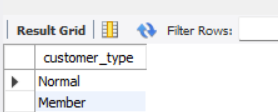 Result Grid Filter Rows:
customer_type
Normal
Member